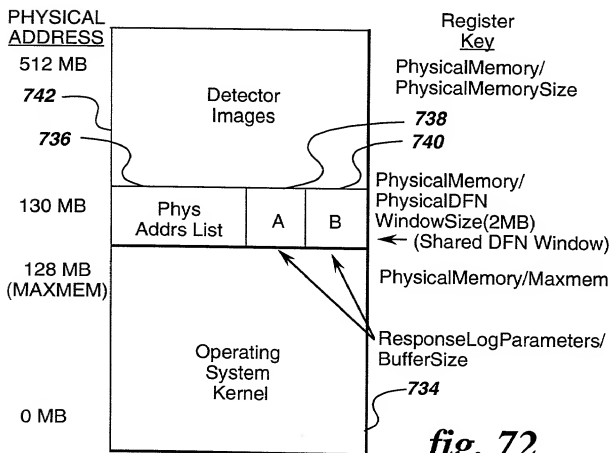 PHYSICAL
ADDRESS
Register
Key
512 MB
PhysicalMemory/
PhysicalMemorySize
742
Detector
Images
738
736
740
130 MB
Phys
Addrs List
A
B
PhysicalMemory/
PhysicalDFN
WindowSize(2MB)
(Shared DFN Window)
128 MB
(MAXMEM)
PhysicalMemory/Maxmem
Operating
System
Kernel
ResponseLogParameters/
BufferSize
734
0 MB
fig. 72